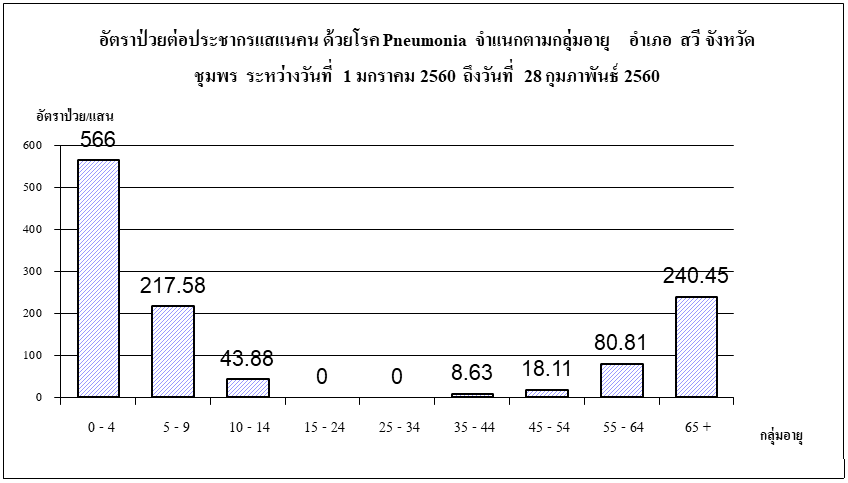 อัตราป่วยต่อประชากรแสแนคน ด้วยโรค Pneumonia จำแนกตามกลุ่มอายุ อำเภอ สวี จังหวัด
ชุมพร ระหว่างวันที่ 1 มกราคม 2560 ถึงวันที่ 28 กุมภาพันธ์ 2560
อัตราป่วย/แสน
600
500
400
300
200
100
0
566
217.58
43.88
0
0
8.63
18.11
80.81
240.45
0 - 4
5 - 9
10 - 14
15 - 24
25 - 34
35 - 44
45 - 54
55 - 64
65 +
กลุ่มอายุ